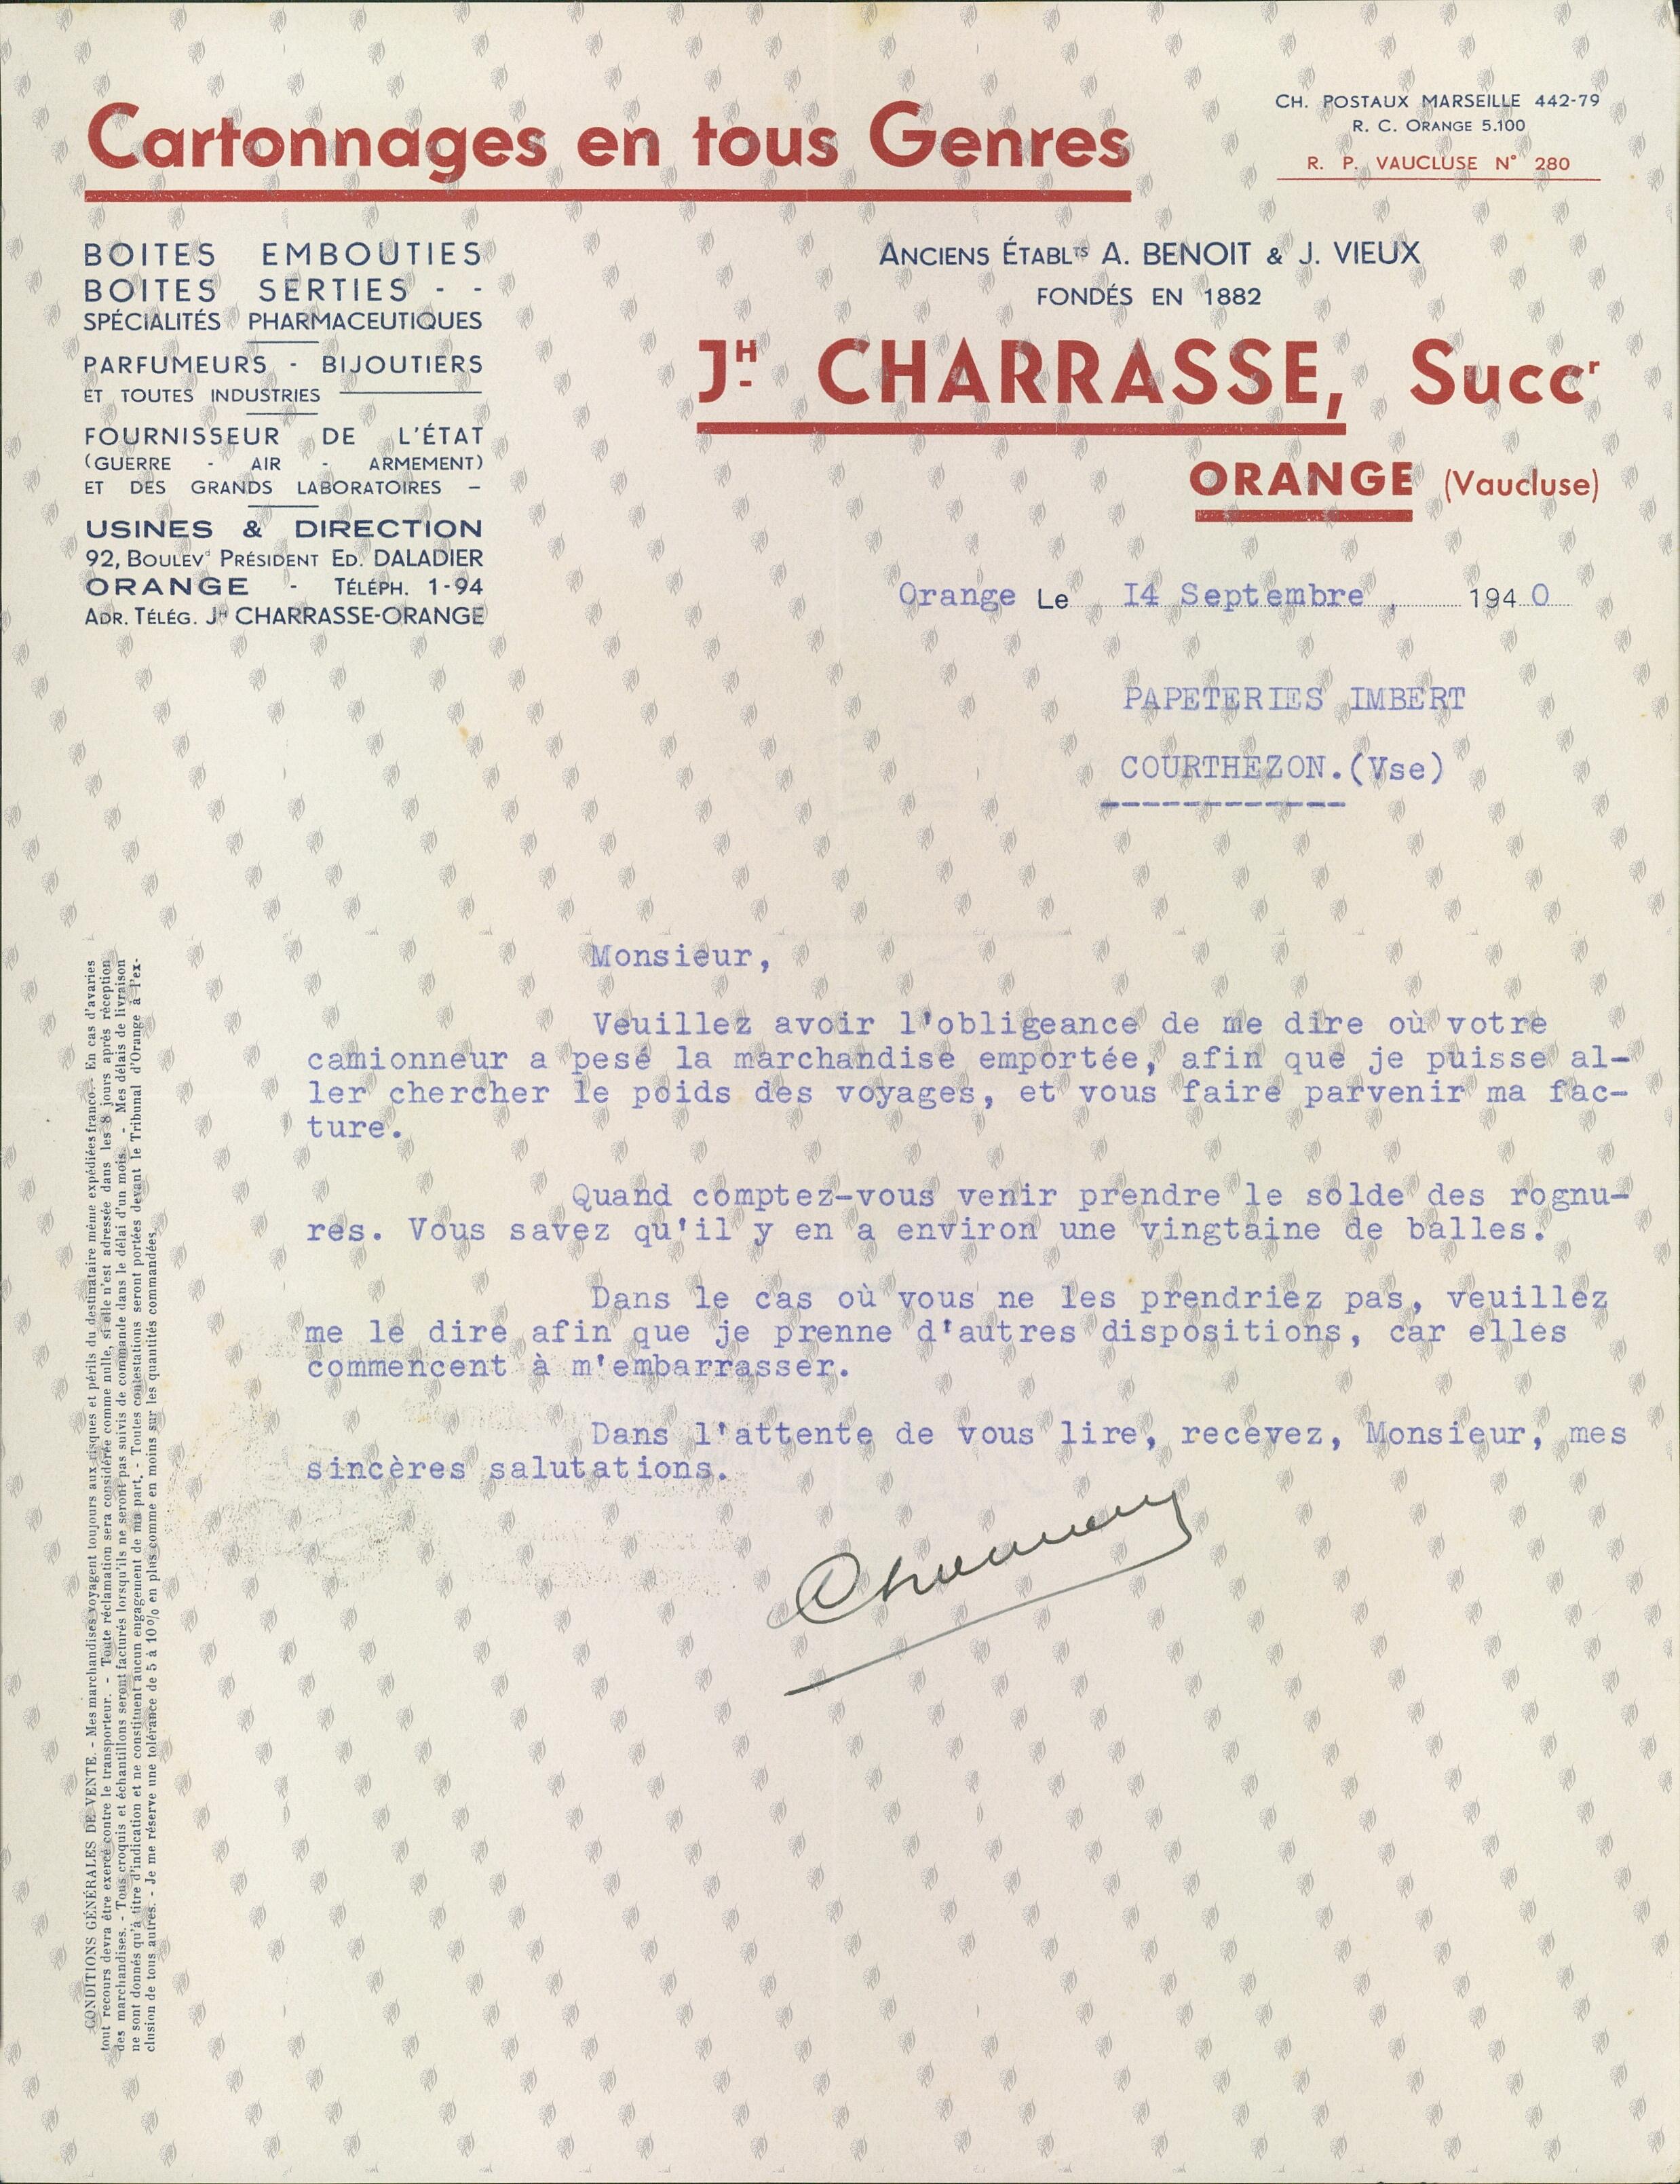 Cartonnages en tous Genres
CH. POSTAUX MARSEILLE 442-79
R. C. ORANGE 5.100
R. P. VAUCLUSE N° 280
BOITES EMBOUTIES
BOITES SERTIES - -
SPÉCIALITÉS PHARMACEUTIQUES
PARFUMEURS - BIJOUTIERS
ET TOUTES INDUSTRIES
FOURNISSEUR DE L'ÉTAT
(GUERRE - AIR - ARMEMENT)
ET DES GRANDS LABORATOIRES -
USINES & DIRECTION
92, BOULEVd PRÉSIDENT ED. DALADIER
ORANGE - TÉLÉPH. 1-94
ADR. TÉLÉG. JH CHARRASSE-ORANGE
ANCIENS ÉTABLTS A. BENOIT & J. VIEUX
FONDÉS EN 1882
JH CHARRASSE, Succr
ORANGE (Vaucluse)
Orange Le I4 Septembre , 1940
PAPETERIES IMBERT
COURTHEZON.(Vse)
------------
Monsieur,
Veuillez avoir l'obligeance de me dire où votre
camionneur a pesé la marchandise emportée, afin que je puisse al-
ler chercher le poids des voyages, et vous faire parvenir ma fac-
ture.
Quand comptez-vous venir prendre le solde des rognu-
res. Vous savez qu'il y en a environ une vingtaine de balles.
Dans le cas où vous ne les prendriez pas, veuillez
me le dire afin que je prenne d'autres dispositions, car elles
commencent à m'embarrasser.
Dans l'attente de vous lire, recevez, Monsieur, mes
sincères salutations.
CONDITIONS GÉNÉRALES DE VENTE. - Mes marchandises voyagent toujours aux risques et périls du destinataire même expédiées franco. - En cas d'avaries
tout recours devra être exercé contre le transporteur. - Toute réclamation sera considérée comme nulle, si elle n'est adressée dans les 8 jours après réception
des marchandises. - Tous croquis et échantillons seront facturés lorsqu'ils ne seront pas suivis de commande dans le délai d'un mois. - Mes délais de livraison
ne sont donnés qu'à titre d'indication et ne constituent aucun engagement de ma part. - Toutes contestations seront portées devant le Tribunal d'Orange à l'ex-
clusion de tous autres. - Je me réserve une tolérance de 5 à 10% en plus comme en moins sur les quantités commandées.